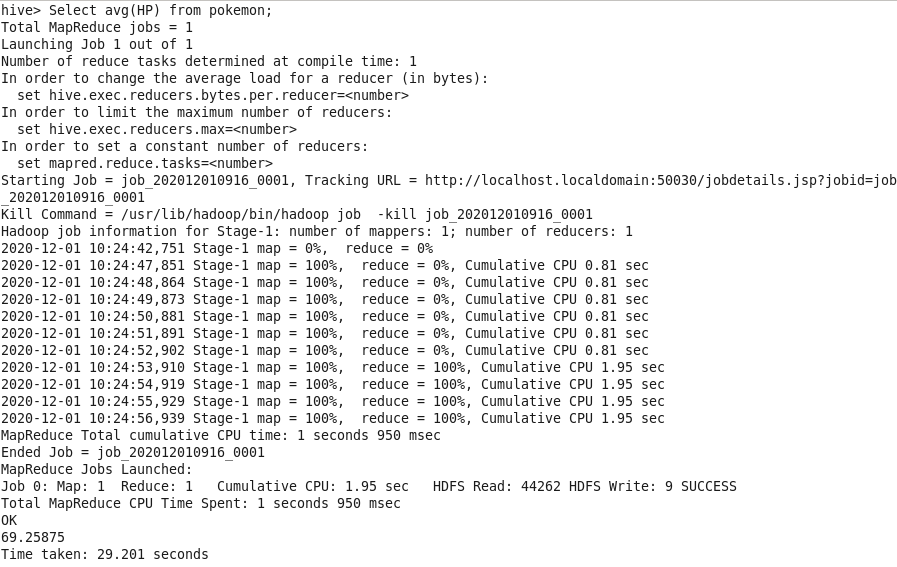 hive> Select avg(HP) from pokemon;
Total MapReduce jobs = 1
Launching Job 1 out of 1
Number of reduce tasks determined at compile time: 1
In order to change the average load for a reducer (in bytes):
  set hive.exec.reducers.bytes.per.reducer=<number>
In order to limit the maximum number of reducers:
  set hive.exec.reducers.max=<number>
In order to set a constant number of reducers:
  set mapred.reduce.tasks=<number>
Starting Job = job_202012010916_0001, Tracking URL = http://localhost.localdomain:50030/jobdetails.jsp?jobid=job
_202012010916_0001
Kill Command = /usr/lib/hadoop/bin/hadoop job  -kill job_202012010916_0001
Hadoop job information for Stage-1: number of mappers: 1; number of reducers: 1
2020-12-01 10:24:42,751 Stage-1 map = 0%,  reduce = 0%
2020-12-01 10:24:47,851 Stage-1 map = 100%,  reduce = 0%, Cumulative CPU 0.81 sec
2020-12-01 10:24:48,864 Stage-1 map = 100%,  reduce = 0%, Cumulative CPU 0.81 sec
2020-12-01 10:24:49,873 Stage-1 map = 100%,  reduce = 0%, Cumulative CPU 0.81 sec
2020-12-01 10:24:50,881 Stage-1 map = 100%,  reduce = 0%, Cumulative CPU 0.81 sec
2020-12-01 10:24:51,891 Stage-1 map = 100%,  reduce = 0%, Cumulative CPU 0.81 sec
2020-12-01 10:24:52,902 Stage-1 map = 100%,  reduce = 0%, Cumulative CPU 0.81 sec
2020-12-01 10:24:53,910 Stage-1 map = 100%,  reduce = 100%, Cumulative CPU 1.95 sec
2020-12-01 10:24:54,919 Stage-1 map = 100%,  reduce = 100%, Cumulative CPU 1.95 sec
2020-12-01 10:24:55,929 Stage-1 map = 100%,  reduce = 100%, Cumulative CPU 1.95 sec
2020-12-01 10:24:56,939 Stage-1 map = 100%,  reduce = 100%, Cumulative CPU 1.95 sec
MapReduce Total cumulative CPU time: 1 seconds 950 msec
Ended Job = job_202012010916_0001
MapReduce Jobs Launched:
Job 0: Map: 1  Reduce: 1   Cumulative CPU: 1.95 sec   HDFS Read: 44262 HDFS Write: 9 SUCCESS
Total MapReduce CPU Time Spent: 1 seconds 950 msec
OK
69.25875
Time taken: 29.201 seconds